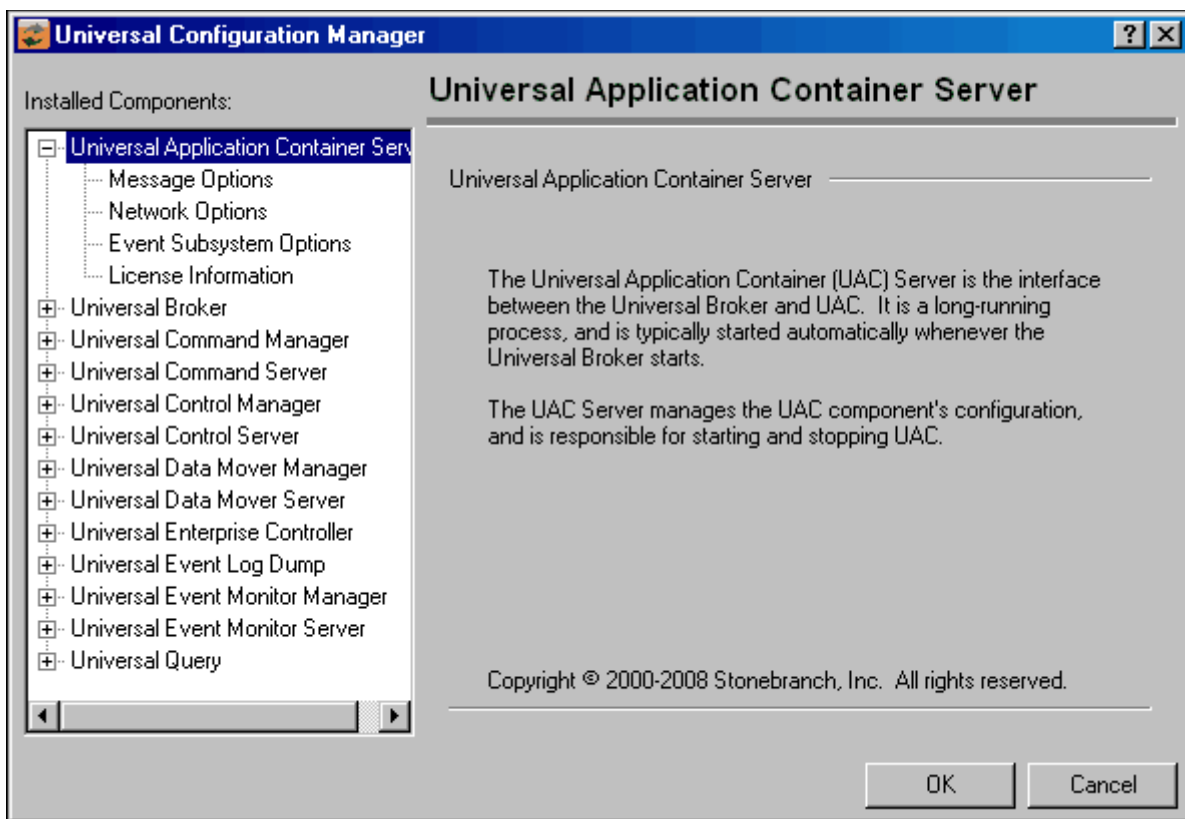 Universal Configuration Manager
Installed Components:
Universal Application Container Serv
Message Options
Network Options
Event Subsystem Options
License Information
Universal Broker
Universal Command Manager
Universal Command Server
Universal Control Manager
Universal Control Server
Universal Data Mover Manager
Universal Data Mover Server
Universal Enterprise Controller
Universal Event Log Dump
Universal Event Monitor Manager
Universal Event Monitor Server
Universal Query
Universal Application Container Server
Universal Application Container Server
The Universal Application Container (UAC) Server is the interface
between the Universal Broker and UAC.  It is a long-running
process, and is typically started automatically whenever the
Universal Broker starts.
The UAC Server manages the UAC component's configuration,
and is responsible for starting and stopping UAC.
Copyright © 2000-2008 Stonebranch, Inc.  All rights reserved.
OK
Cancel